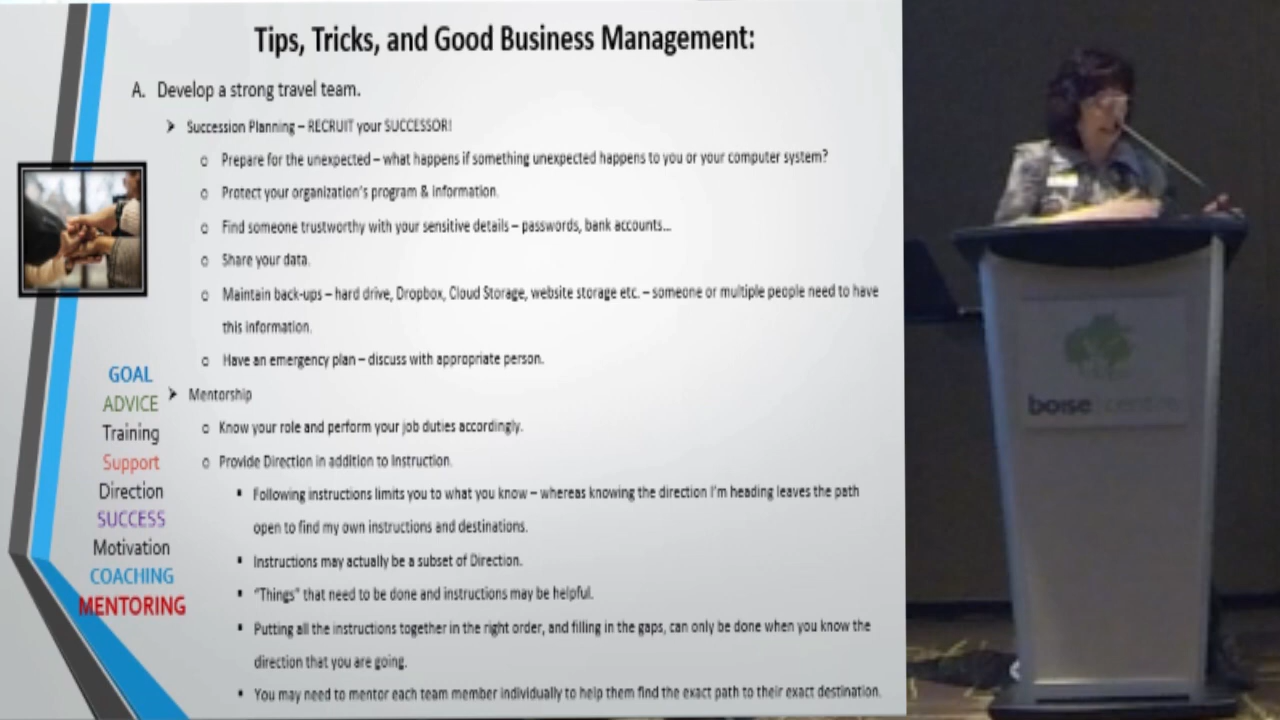 Tips, Tricks, and Good Business Management:
A. Develop a strong travel team.
Succession Planning – RECRUIT your SUCCESSOR!
Prepare for the unexpected – what happens if something unexpected happens to you or your computer system?
Protect your organization's program & information.
Find someone trustworthy with your sensitive details – passwords, bank accounts...
Share your data.
Maintain back-ups – hard drive, Dropbox, Cloud Storage, website storage etc. – someone or multiple people need to have
this information.
Have an emergency plan – discuss with appropriate person.
Mentorship
Know your role and perform your job duties accordingly.
Provide Direction in addition to Instruction.
Following instructions limits you to what you know – whereas knowing the direction I'm heading leaves the path
open to find my own instructions and destinations.
Instructions may actually be a subset of Direction.
"Things" that need to be done and instructions may be helpful.
Putting all the instructions together in the right order, and filling in the gaps, can only be done when you know the
direction that you are going.
You may need to mentor each team member individually to help them find the exact path to their exact destination.
GOAL
ADVICE
Training
Support
Direction
SUCCESS
Motivation
COACHING
MENTORING
boise centre